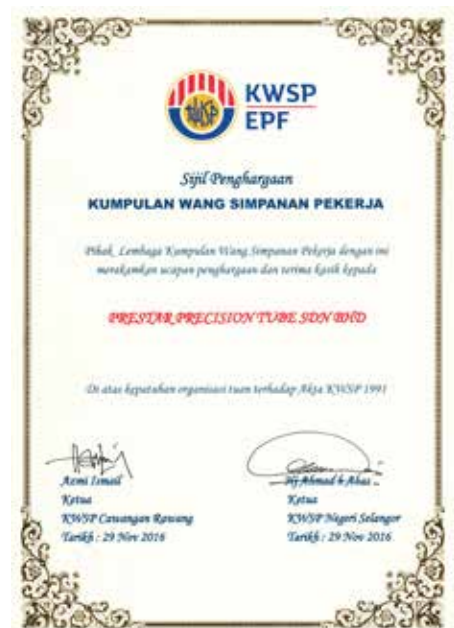 KWSP
KWSP
EPF
Sijil Penghargaan
KUMPULAN WANG SIMPANAN PEKERJA
Pihak Lembaga Kumpulan Wang Simpanan Pekerja dengan ini
merakamkan ucapan penghargaan dan terima kasih kepada
PRESTAR PRECISION TUBE SDN BHD
Di atas kepatuhan organisasi tuan terhadap Akta KWSP 1991
Azmi Ismail
Ketua
KWSP Cawangan Rawang
Tarikh : 29 Nov 2016
Hj Ahmad b Abas
Ketua
KWSP Negeri Selangor
Tarikh : 29 Nov 2016